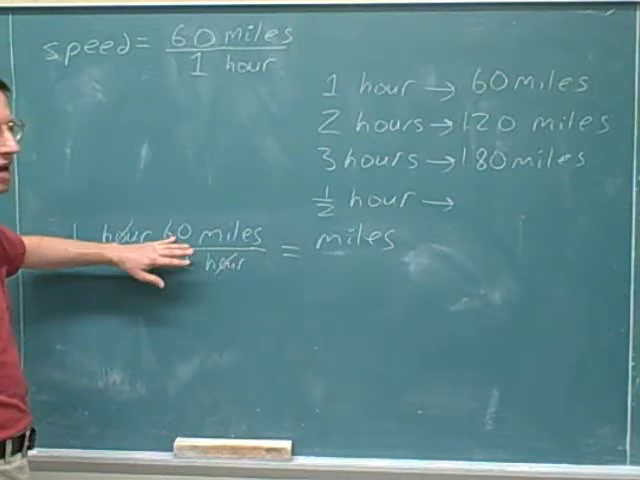 speed = 60 miles
1 hour
1 hour → 60 miles
2 hours → 120 miles
3 hours → 180 miles
1/2 hour →
1 hour 60 miles = miles
hour